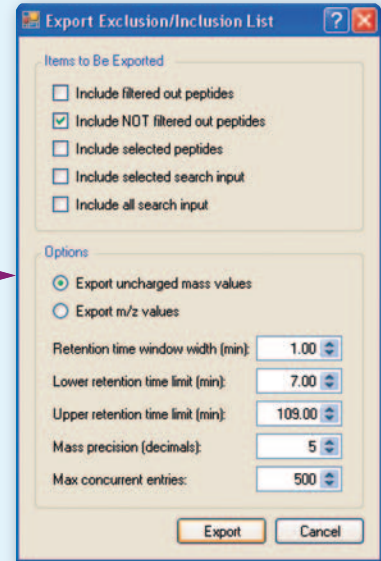 Export Exclusion/Inclusion List
Items to Be Exported
Include filtered out peptides
Include NOT filtered out peptides
Include selected peptides
Include selected search input
Include all search input
Options
Export uncharged mass values
Export m/z values
Retention time window width (min): 1.00
Lower retention time limit (min): 7.00
Upper retention time limit (min): 109.00
Mass precision (decimals): 5
Max concurrent entries: 500
Export Cancel